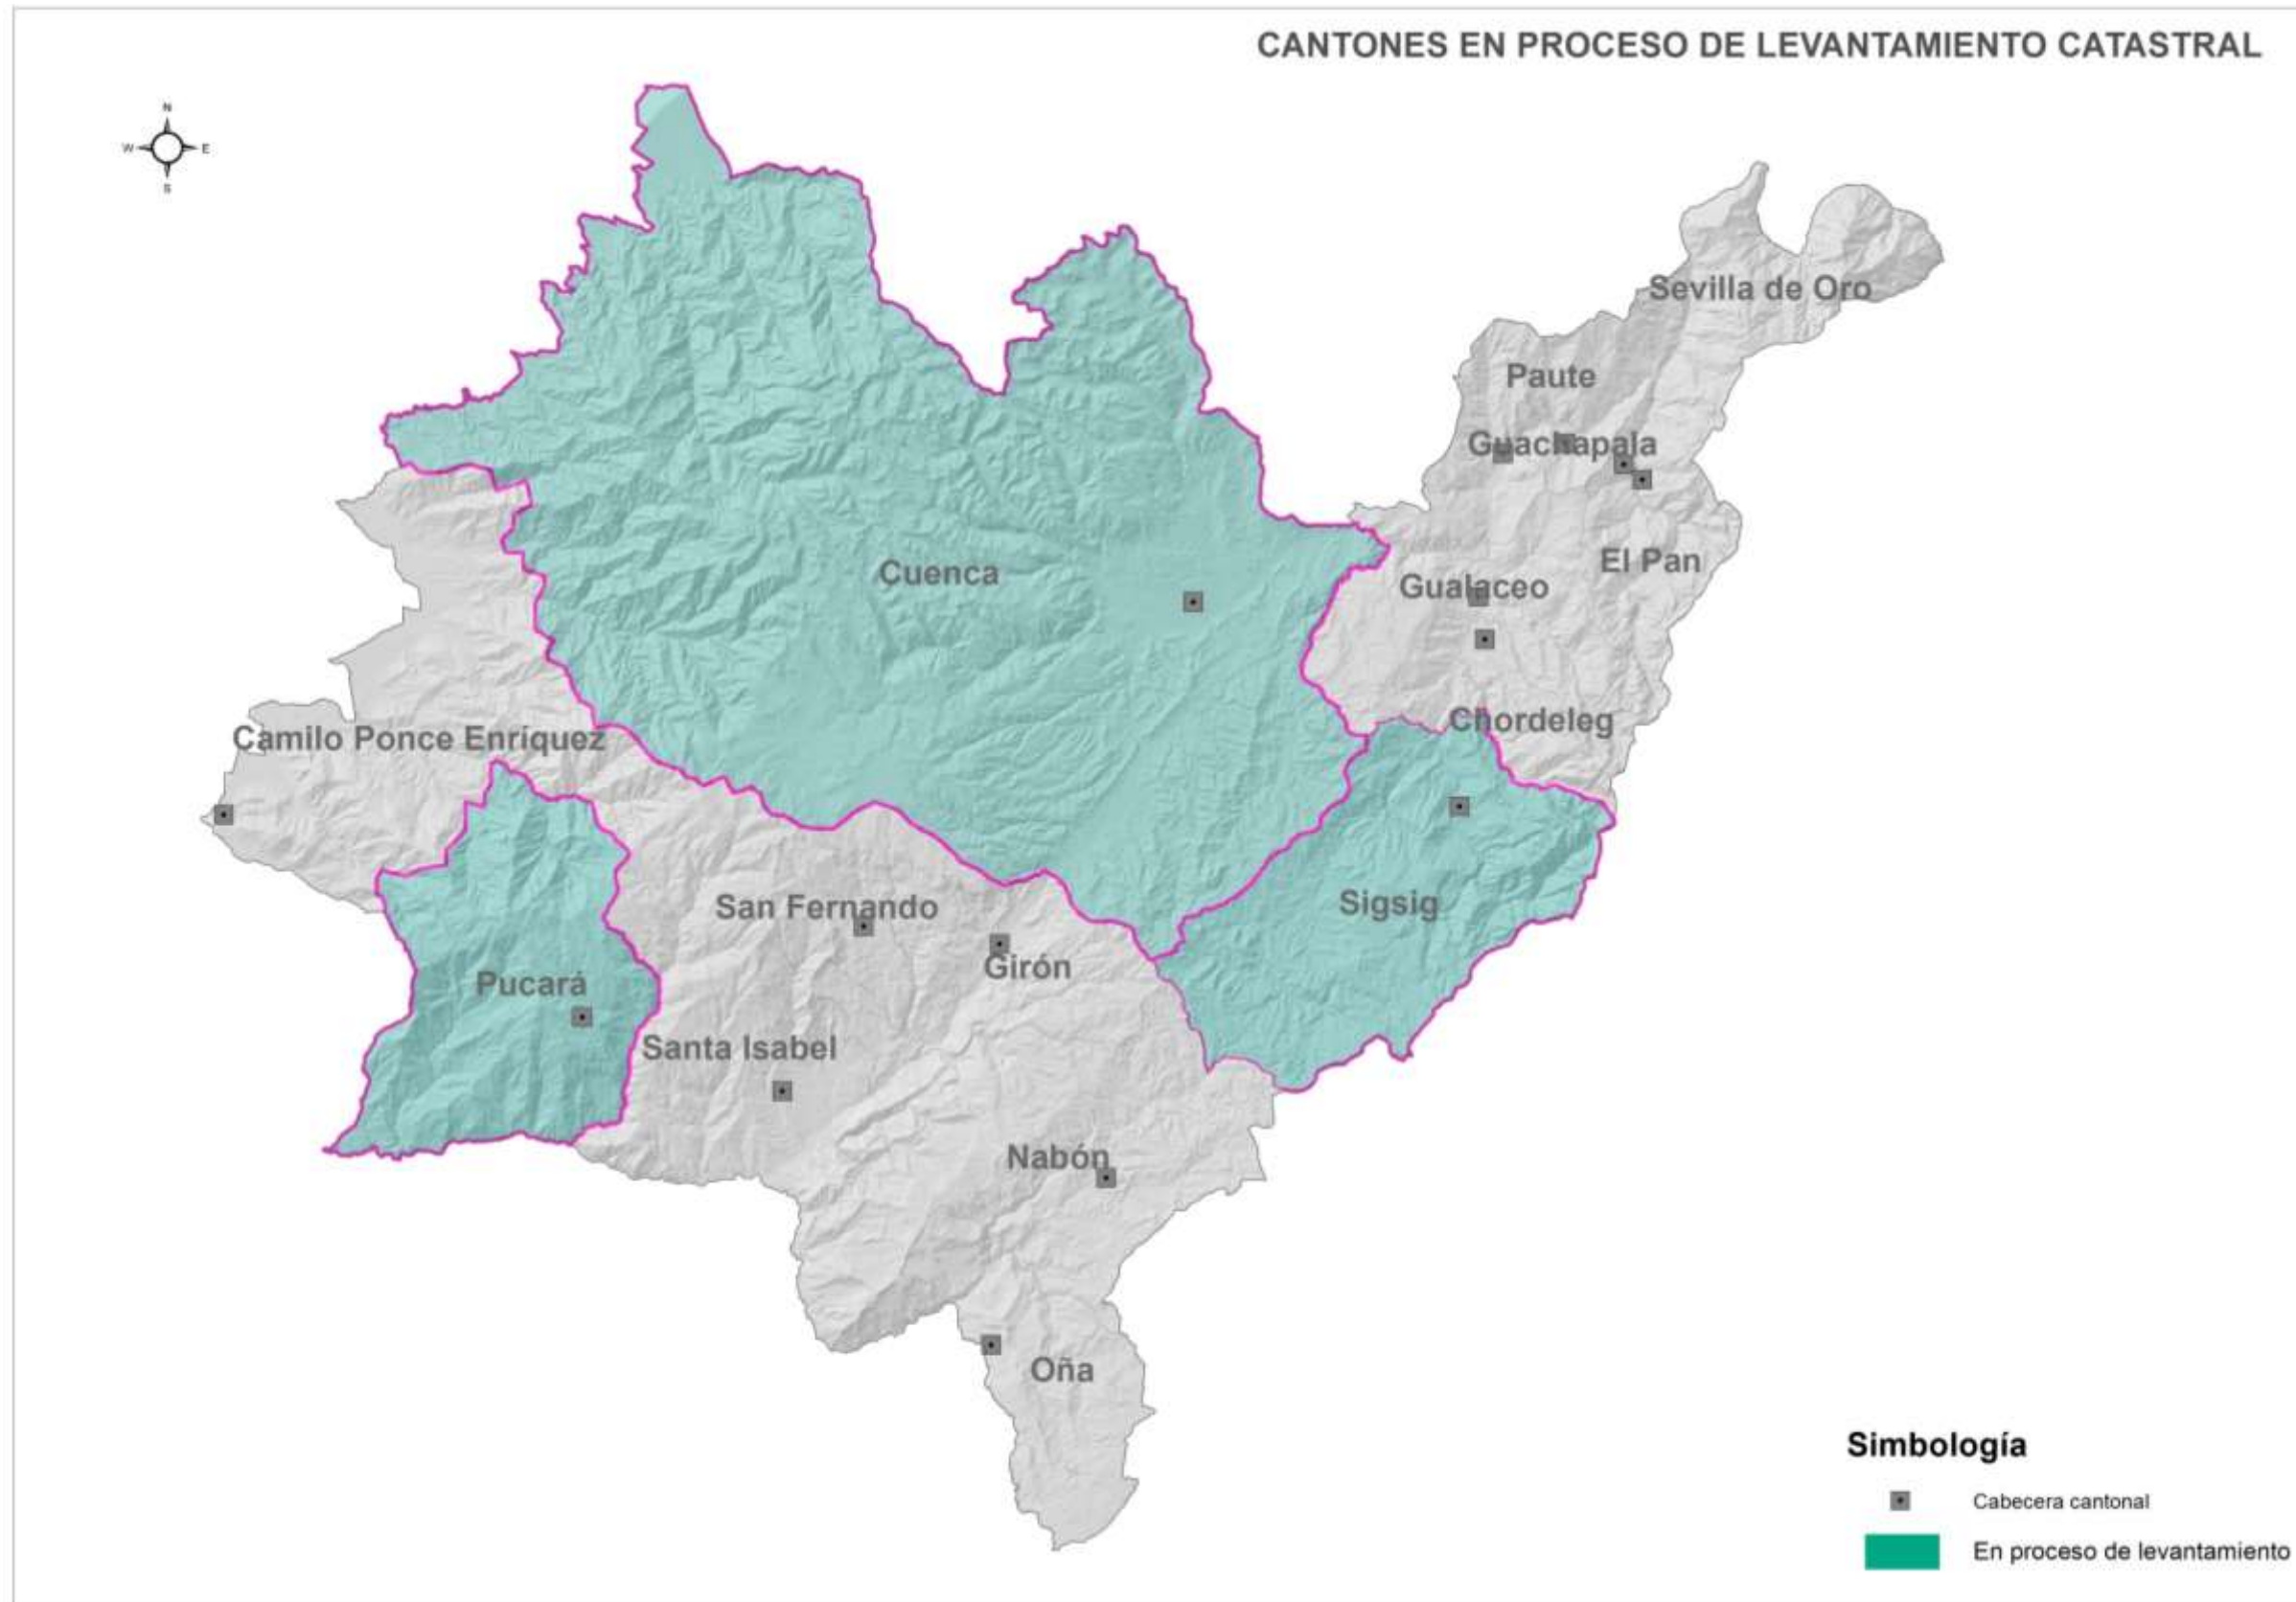 CANTONES EN PROCESO DE LEVANTAMIENTO CATASTRAL
N
W
E
S
Sevilla de Oro
Paute
Guachapala
El Pan
Cuenca
Gualaceo
Chordeleg
Camilo Ponce Enríquez
Sigsig
San Fernando
Girón
Pucará
Santa Isabel
Nabón
Oña
Simbología
Cabecera cantonal
En proceso de levantamiento